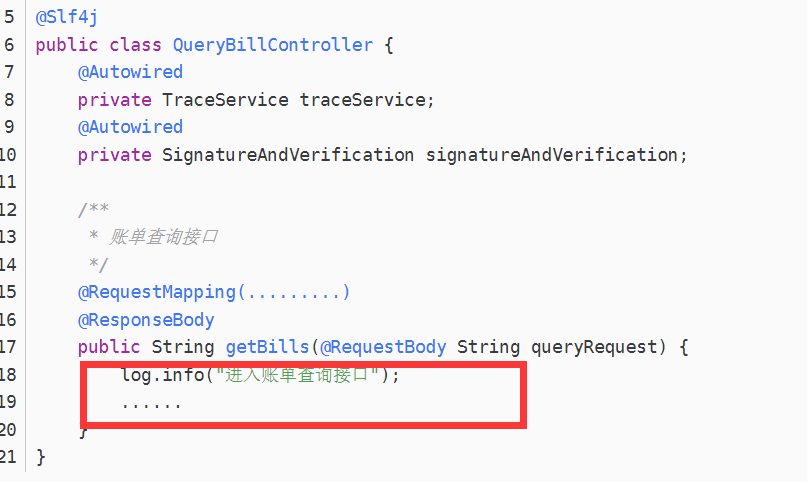 5 @Slf4j
6 public class QueryBillController {
7 @Autowired
8 private TraceService traceService;
9 @Autowired
10 private SignatureAndVerification signatureAndVerification;
11
12 /**
13 * 账单查询接口
14 */
15 @RequestMapping(.........)
16 @ResponseBody
17 public String getBills(@RequestBody String queryRequest) {
18 log.info("进入账单查询接口");
19 ......
20 }
21 }